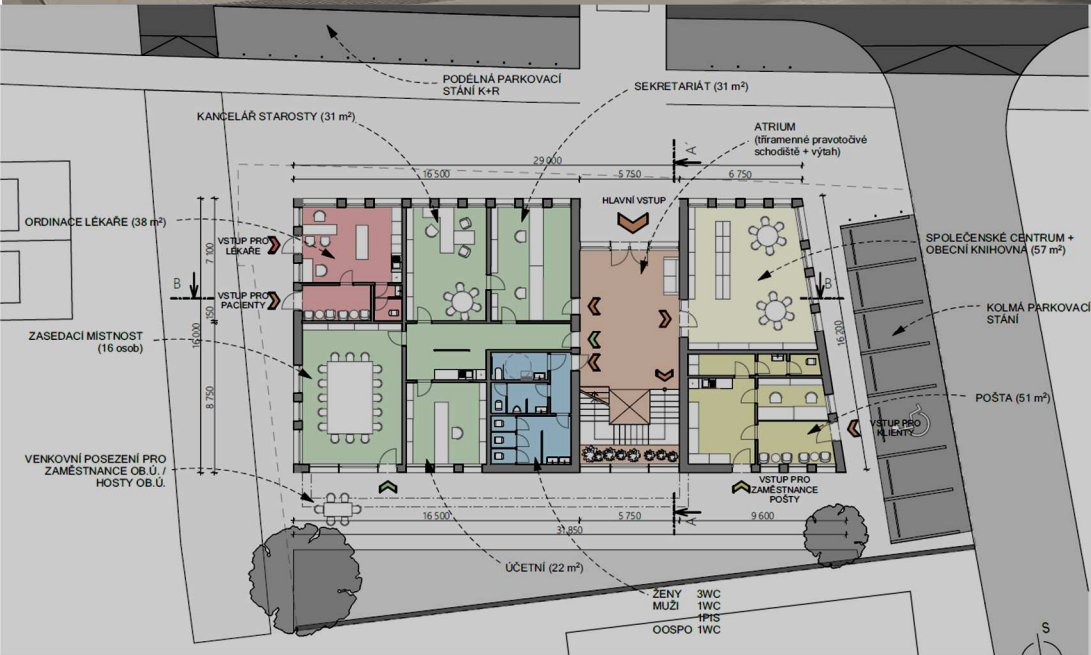 PODÉLNÁ PARKOVACÍ
STÁNÍ K+R
SEKRETARIÁT (31 m²)
KANCELÁŘ STAROSTY (31 m²)
ATRIUM
(tříramenné pravotočivé
schodiště + výtah)
A'
29 000
16 500
5 750
6 750
HLAVNÍ VSTUP
ORDINACE LÉKAŘE (38 m²)
VSTUP PRO
LÉKAŘE
7 100
SPOLEČENSKÉ CENTRUM +
OBECNÍ KNIHOVNA (57 m²)
B
B'
VSTUP PRO
PACIENTY
150
16 000
KOLMÁ PARKOVACÍ
STÁNÍ
ZASEDACÍ MÍSTNOST
(16 osob)
16 200
8 750
POŠTA (51 m²)
VSTUP PRO
KLIENTY
VENKOVNÍ POSEZENÍ PRO
ZAMĚSTNANCE OB.Ú. /
HOSTY OB.Ú.
VSTUP PRO
ZAMĚSTNANCE
POŠTY
16 500
5 750
9 600
A'
31 850
ÚČETNÍ (22 m²)
ŽENY 3WC
MUŽI 1WC
1PIS
OOSPO 1WC
S